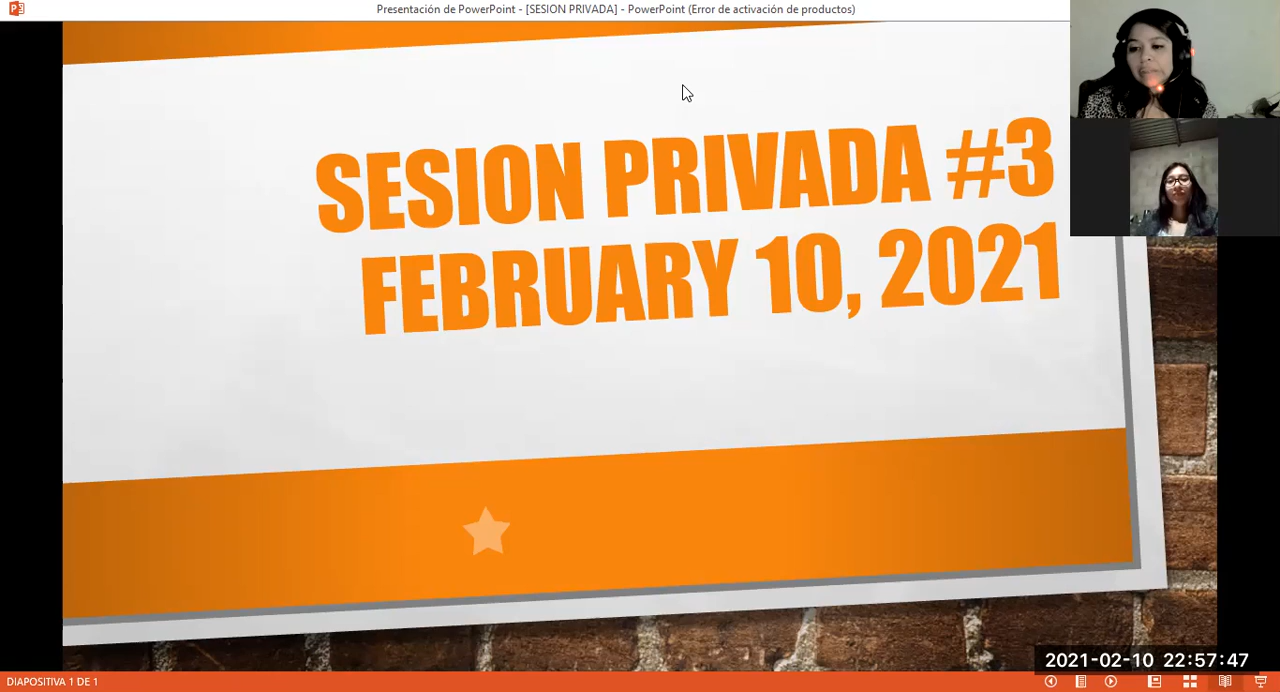 Presentación de PowerPoint - [SESION PRIVADA] - PowerPoint (Error de activación de productos)
SESION PRIVADA #3
FEBRUARY 10, 2021
2021-02-10 22:57:47
DIAPOSITIVA 1 DE 1